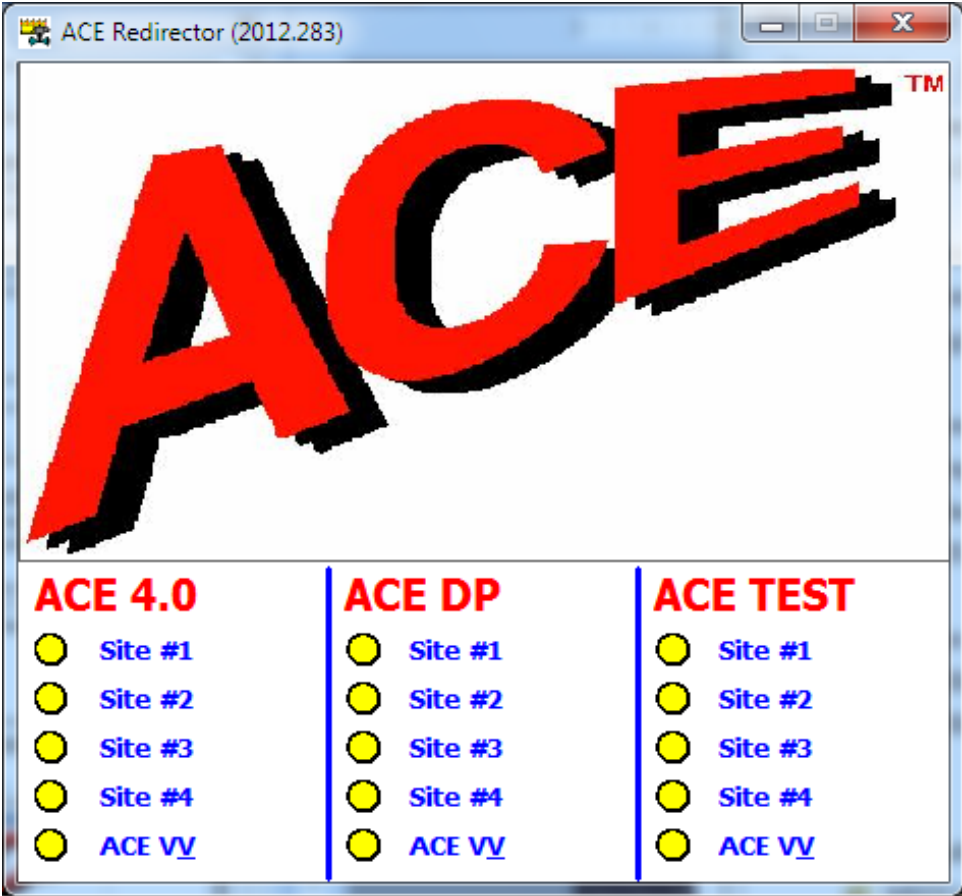 ACE Redirector (2012.283)
ACE TM
ACE 4.0
Site #1
Site #2
Site #3
Site #4
ACE VV
ACE DP
Site #1
Site #2
Site #3
Site #4
ACE VV
ACE TEST
Site #1
Site #2
Site #3
Site #4
ACE VV